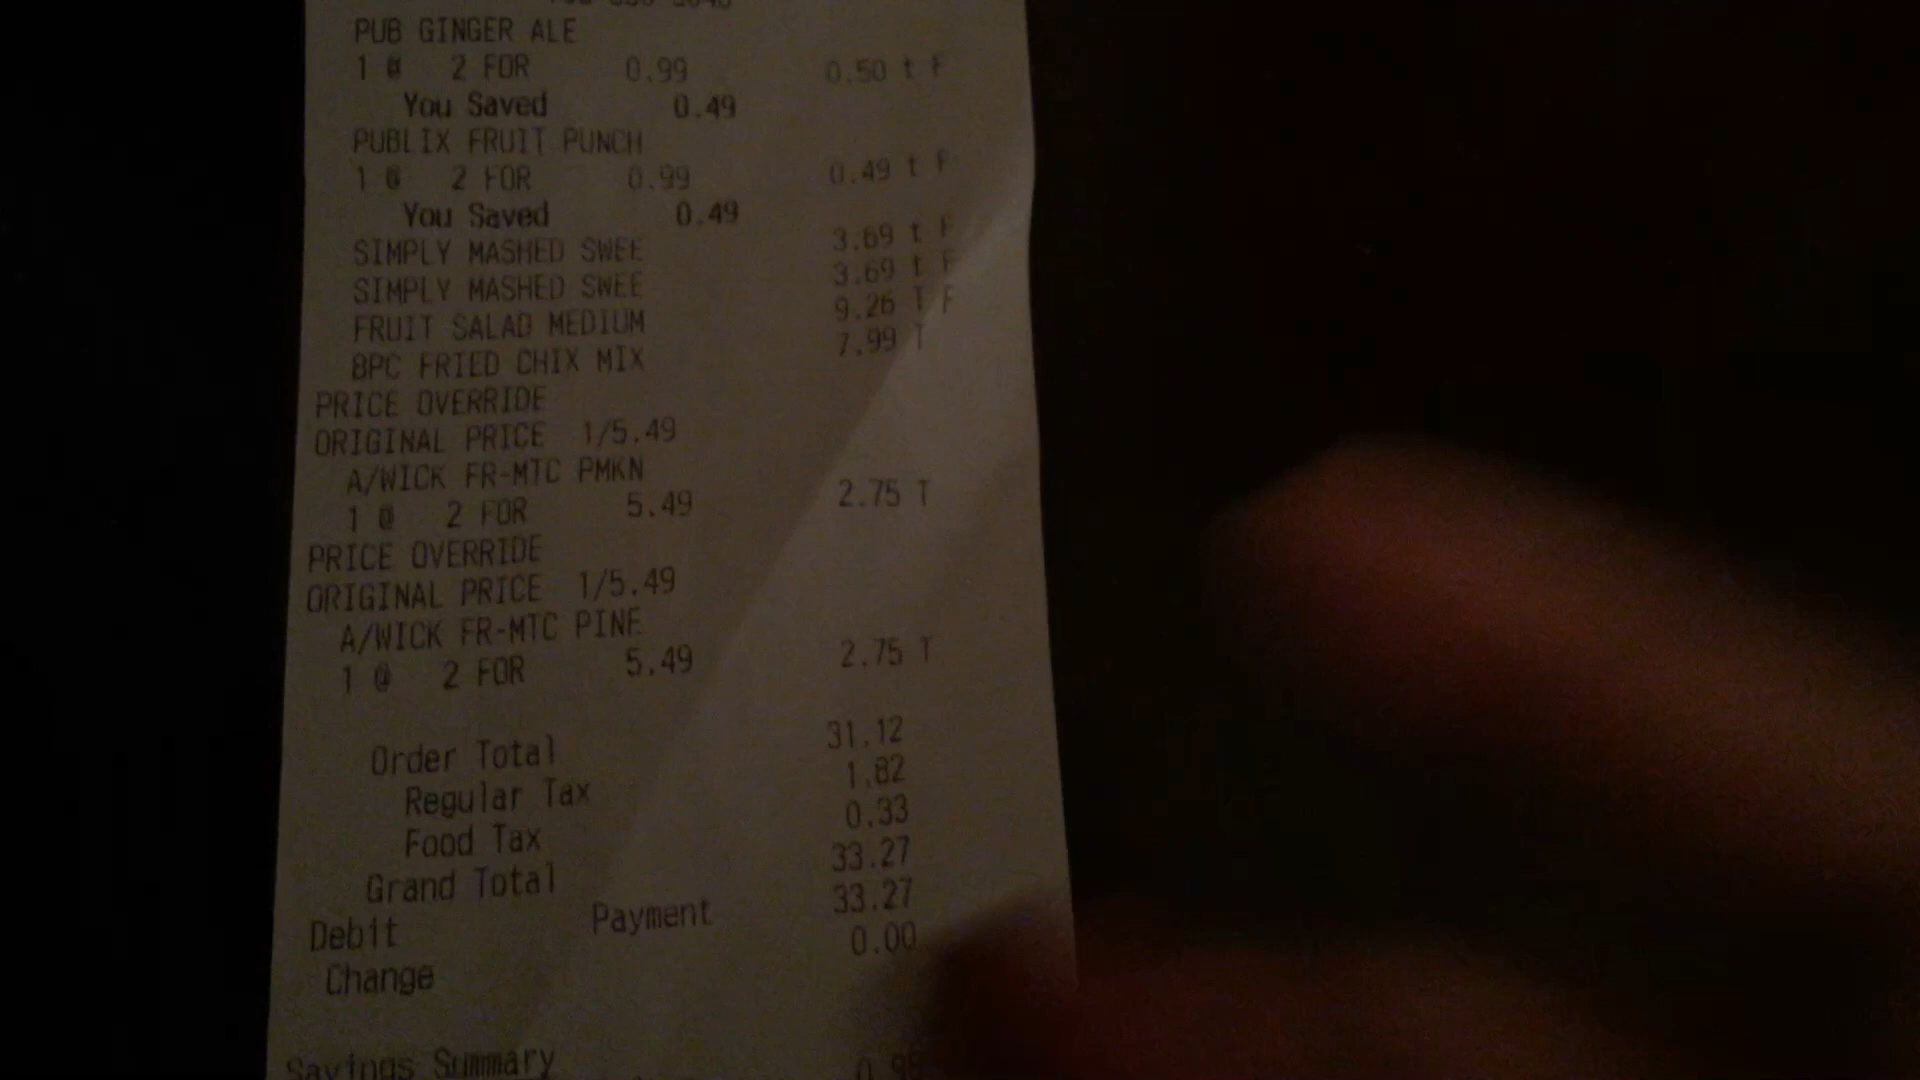 PUB GINGER ALE
1 @ 2 FOR 0.99 0.50 t F
You Saved 0.49
PUBLIX FRUIT PUNCH
1 @ 2 FOR 0.99 0.49 t F
You Saved 0.49
SIMPLY MASHED SWEE 3.69 t F
SIMPLY MASHED SWEE 3.69 t F
FRUIT SALAD MEDIUM 9.26 T F
8PC FRIED CHIX MIX 7.99 T
PRICE OVERRIDE
ORIGINAL PRICE 1/5.49
A/WICK FR-MTC PMKN
1 @ 2 FOR 5.49 2.75 T
PRICE OVERRIDE
ORIGINAL PRICE 1/5.49
A/WICK FR-MTC PINE
1 @ 2 FOR 5.49 2.75 T
Order Total 31.12
Regular Tax 1.82
Food Tax 0.33
Grand Total 33.27
Debit Payment 33.27
Change 0.00
Savings Summary